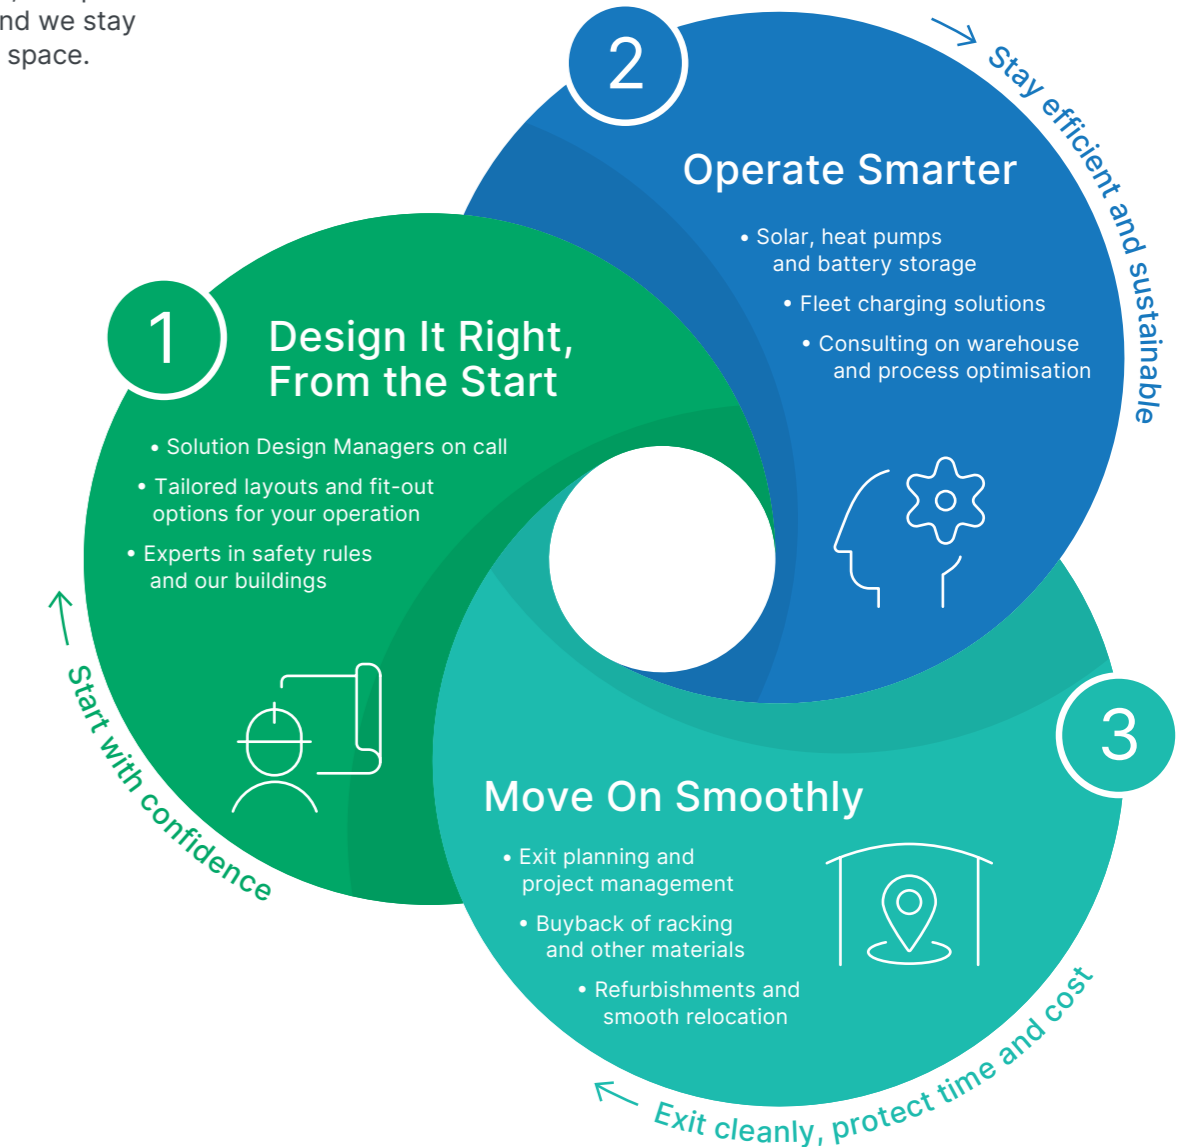 nd we stay
space.
1
Design It Right,
From the Start
• Solution Design Managers on call
• Tailored layouts and fit-out
options for your operation
• Experts in safety rules
and our buildings
Start with confidence
2
Operate Smarter
• Solar, heat pumps
and battery storage
• Fleet charging solutions
• Consulting on warehouse
and process optimisation
Stay efficient and sustainable
3
Move On Smoothly
• Exit planning and
project management
• Buyback of racking
and other materials
• Refurbishments and
smooth relocation
Exit cleanly, protect time and cost